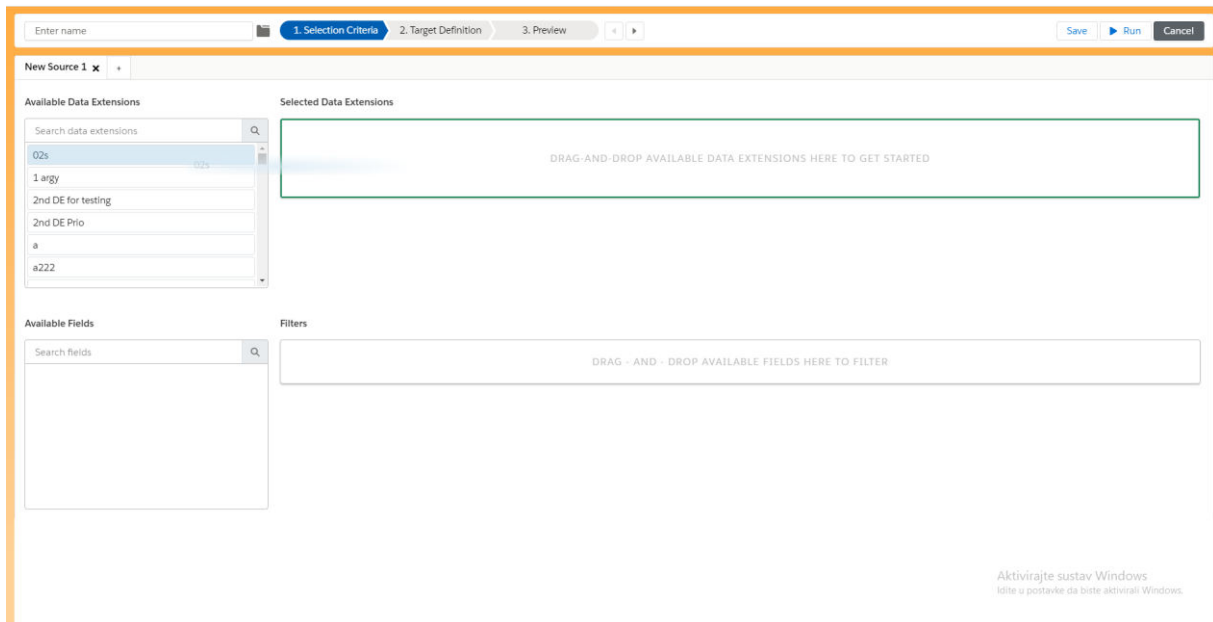 Enter name
1. Selection Criteria
2. Target Definition
3. Preview
Save
Run
Cancel
New Source 1 x
+
Available Data Extensions
Selected Data Extensions
Search data extensions
02s
02s
DRAG-AND-DROP AVAILABLE DATA EXTENSIONS HERE TO GET STARTED
1 argy
2nd DE for testing
2nd DE Prio
a
a222
Available Fields
Filters
Search fields
DRAG - AND - DROP AVAILABLE FIELDS HERE TO FILTER
Aktivirajte sustav Windows
Idite u postavke da biste aktivirali Windows.